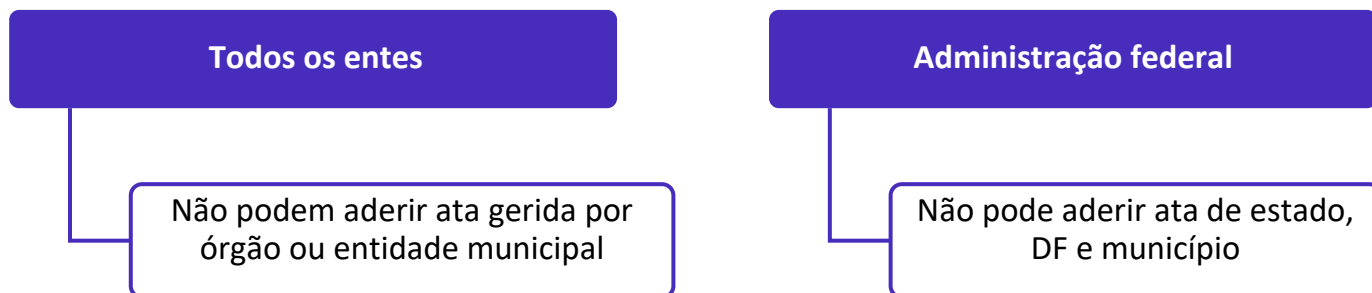 Todos os entes
Não podem aderir ata gerida por
órgão ou entidade municipal
Administração federal
Não pode aderir ata de estado,
DF e município